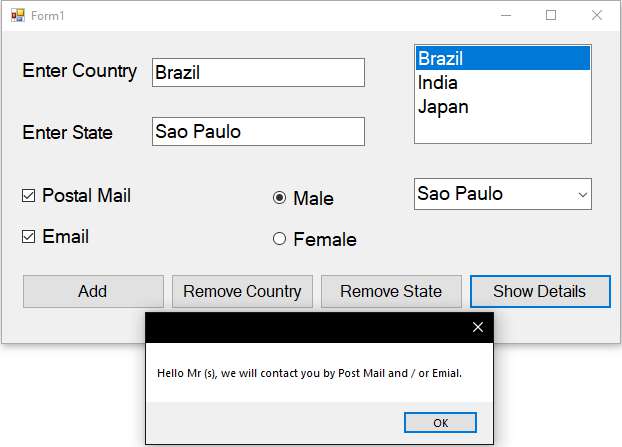 Form1
Enter Country
Brazil
Brazil
India
Japan
Enter State
Sao Paulo
Postal Mail
Male
Sao Paulo
Email
Female
Add
Remove Country
Remove State
Show Details
Hello Mr (s), we will contact you by Post Mail and / or Emial.
OK